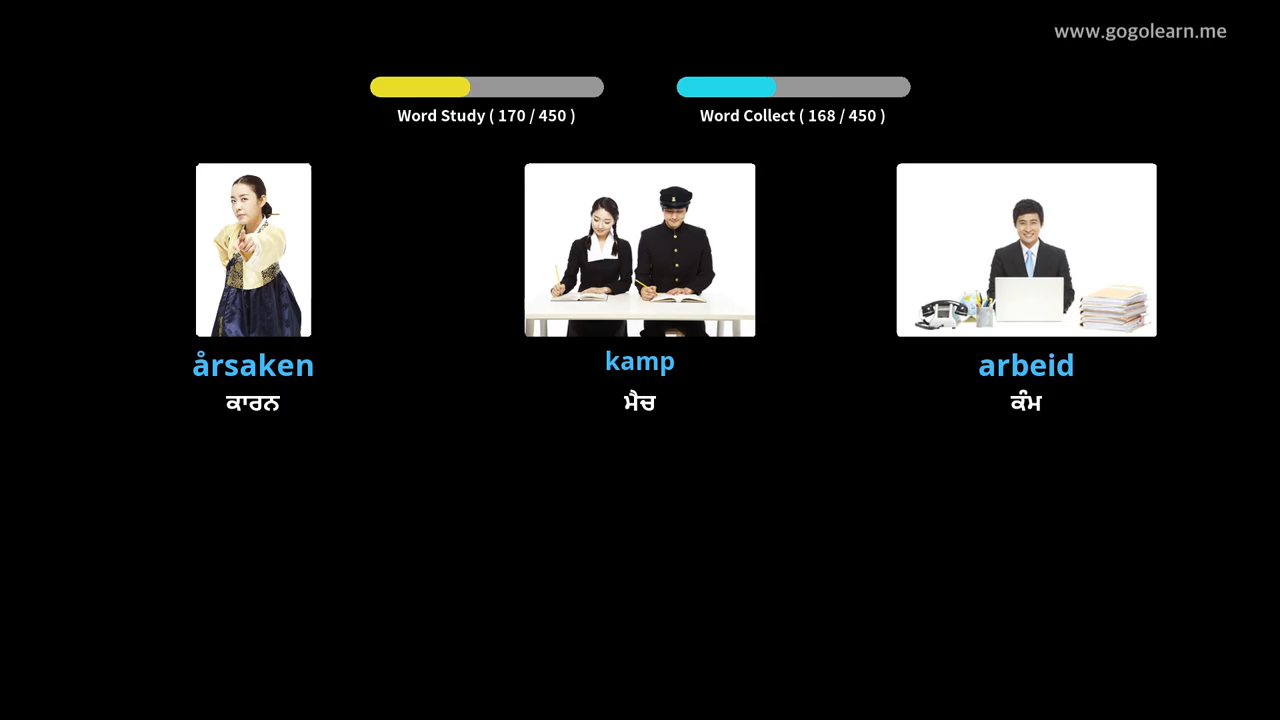 www.gogolearn.me
Word Study ( 170 / 450 )
Word Collect ( 168 / 450 )
årsaken
kamp
arbeid
ਕਾਰਨ
ਮੈਚ
ਕੰਮ